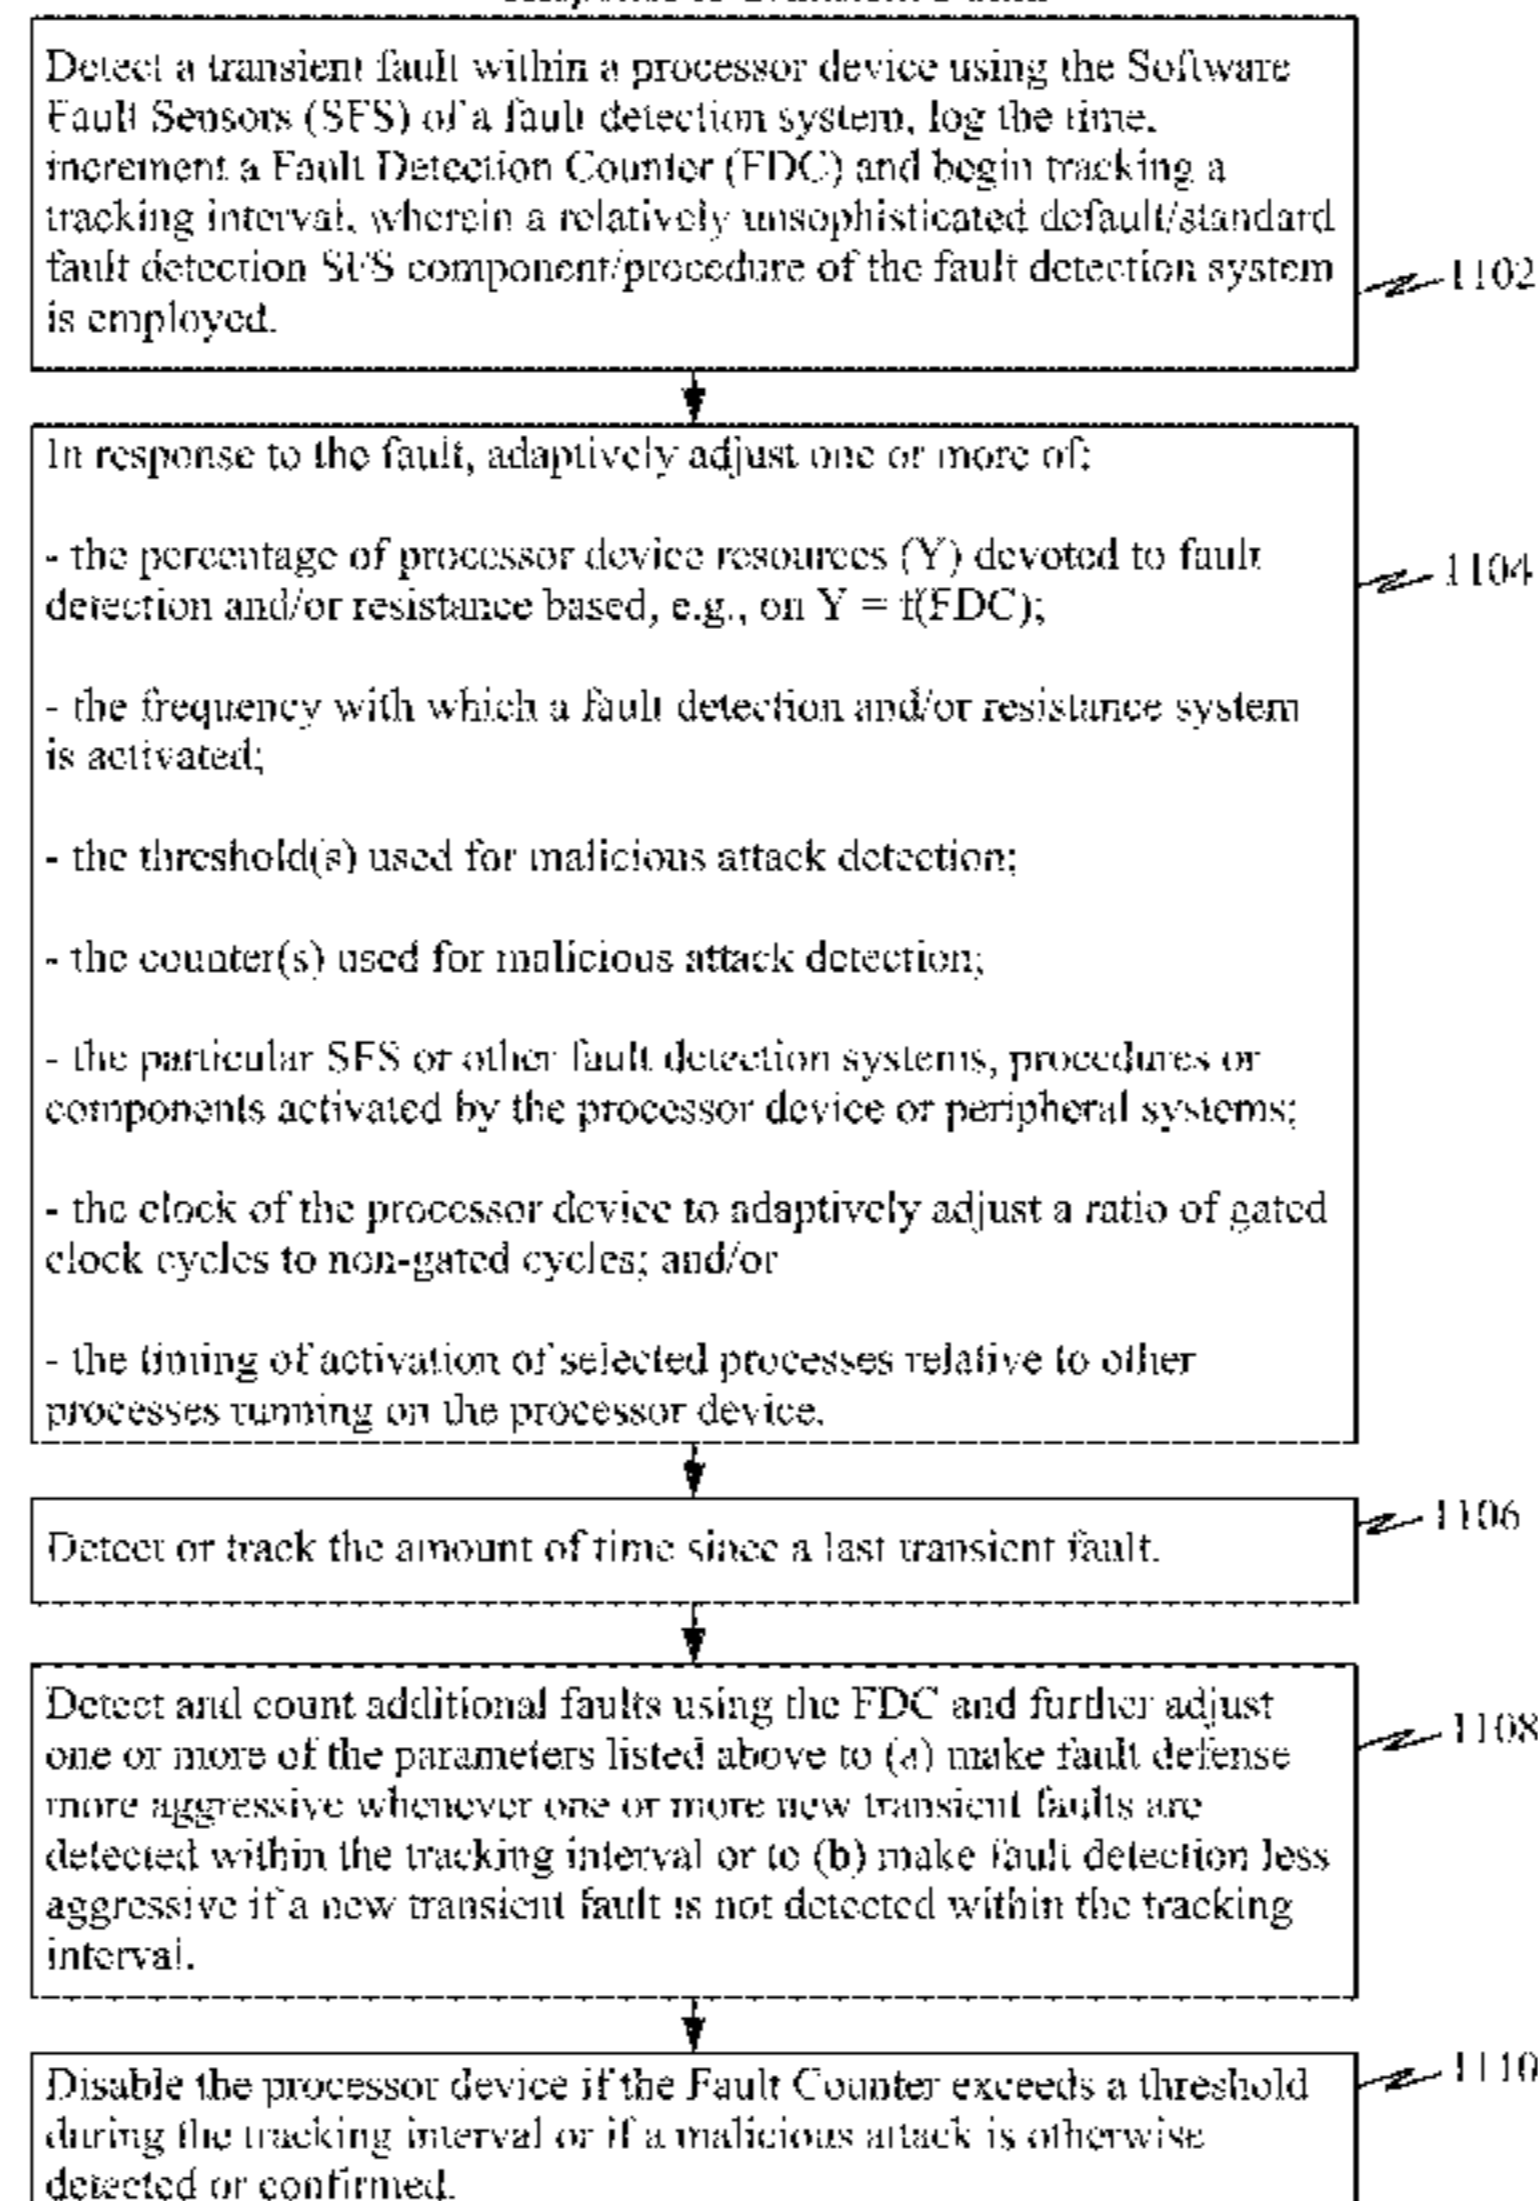 Detect a transient fault within a processor device using the Software
Fault Sensors (SFS) of a fault detection system, log the time,
increment a Fault Detection Counter (FDC) and begin tracking a
tracking interval, wherein a relatively unsophisticated default/standard
fault detection SFS component/procedure of the fault detection system
is employed.
1102
In response to the fault, adaptively adjust one or more of:
- the percentage of processor device resources (Y) devoted to fault
detection and/or resistance based, e.g., on Y = f(FDC);
1104
- the frequency with which a fault detection and/or resistance system
is activated;
- the threshold(s) used for malicious attack detection;
- the counter(s) used for malicious attack detection;
- the particular SFS or other fault detection systems, procedures or
components activated by the processor device or peripheral systems;
- the clock of the processor device to adaptively adjust a ratio of gated
clock cycles to non-gated cycles; and/or
- the timing of activation of selected processes relative to other
processes running on the processor device.
Detect or track the amount of time since a last transient fault.
1106
Detect and count additional faults using the FDC and further adjust
one or more of the parameters listed above to (a) make fault defense
more aggressive whenever one or more new transient faults are
detected within the tracking interval or to (b) make fault detection less
aggressive if a new transient fault is not detected within the tracking
interval.
1108
Disable the processor device if the Fault Counter exceeds a threshold
during the tracking interval or if a malicious attack is otherwise
detected or confirmed.
1110